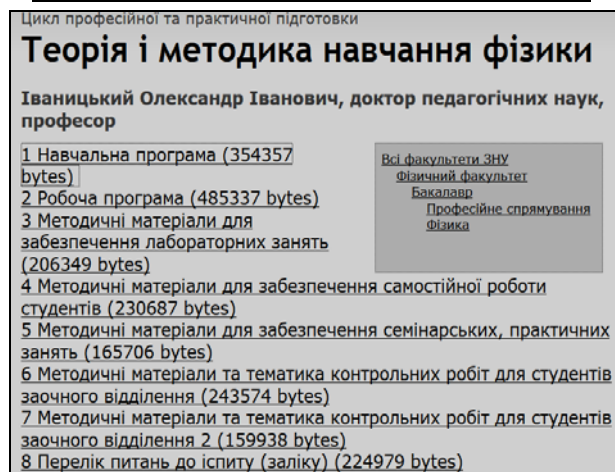 Цикл професійної та практичної підготовки
Теорія і методика навчання фізики
Іваницький Олександр Іванович, доктор педагогічних наук,
професор
1 Навчальна програма (354357
bytes)
2 Робоча програма (485337 bytes)
3 Методичні матеріали для
забезпечення лабораторних занять
(206349 bytes)
Всі факультети ЗНУ
Фізичний факультет
Бакалавр
Професійне спрямування
Фізика
4 Методичні матеріали для забезпечення самостійної роботи
студентів (230687 bytes)
5 Методичні матеріали для забезпечення семінарських, практичних
занять (165706 bytes)
6 Методичні матеріали та тематика контрольних робіт для студентів
заочного відділення (243574 bytes)
7 Методичні матеріали та тематика контрольних робіт для студентів
заочного відділення 2 (159938 bytes)
8 Перелік питань до іспиту (заліку) (224979 bytes)